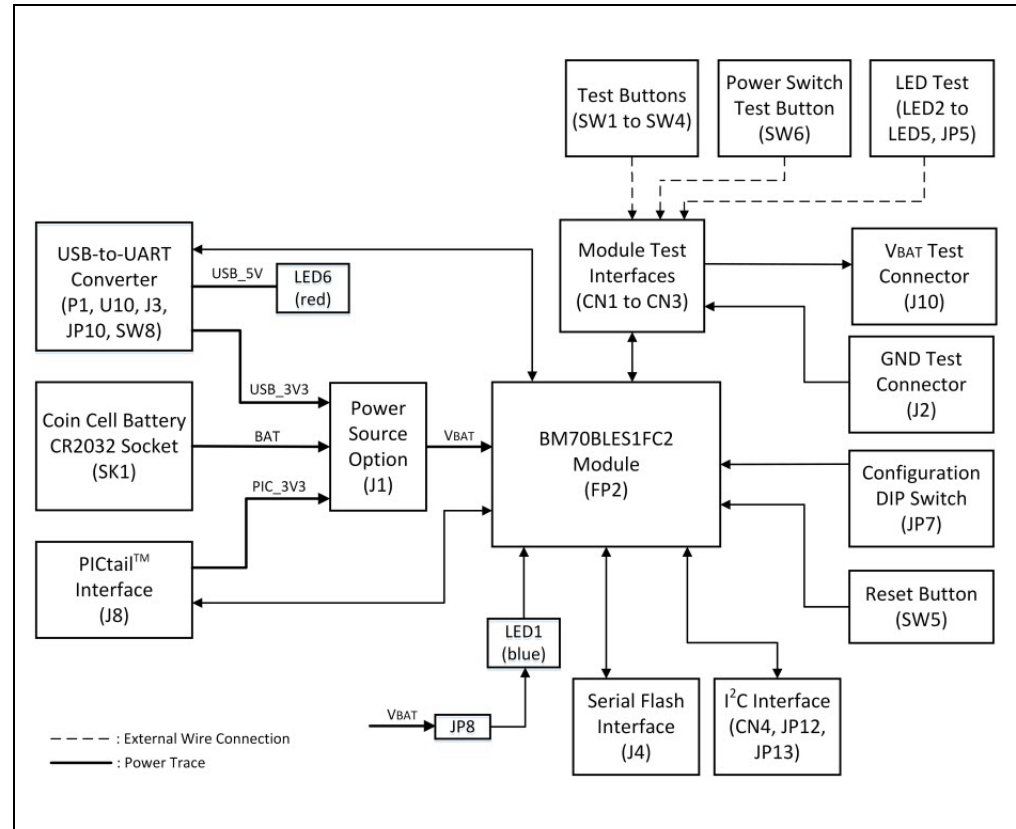 Test Buttons
(SW1 to SW4)
Power Switch
Test Button
(SW6)
LED Test
(LED2 to
LED5, JP5)
USB-to-UART
Converter
(P1, U10, J3,
JP10, SW8)
USB_5V
LED6
(red)
Module Test
Interfaces
(CN1 to CN3)
VBAT Test
Connector
(J10)
GND Test
Connector
(J2)
USB_3V3
Coin Cell Battery
CR2032 Socket
(SK1)
BAT
Power
Source
Option
(J1)
VBAT
BM70BLES1FC2
Module
(FP2)
Configuration
DIP Switch
(JP7)
PIC_3V3
PICtail™
Interface
(J8)
Reset Button
(SW5)
LED1
(blue)
VBAT
JP8
Serial Flash
Interface
(J4)
I²C Interface
(CN4, JP12,
JP13)
: External Wire Connection
: Power Trace